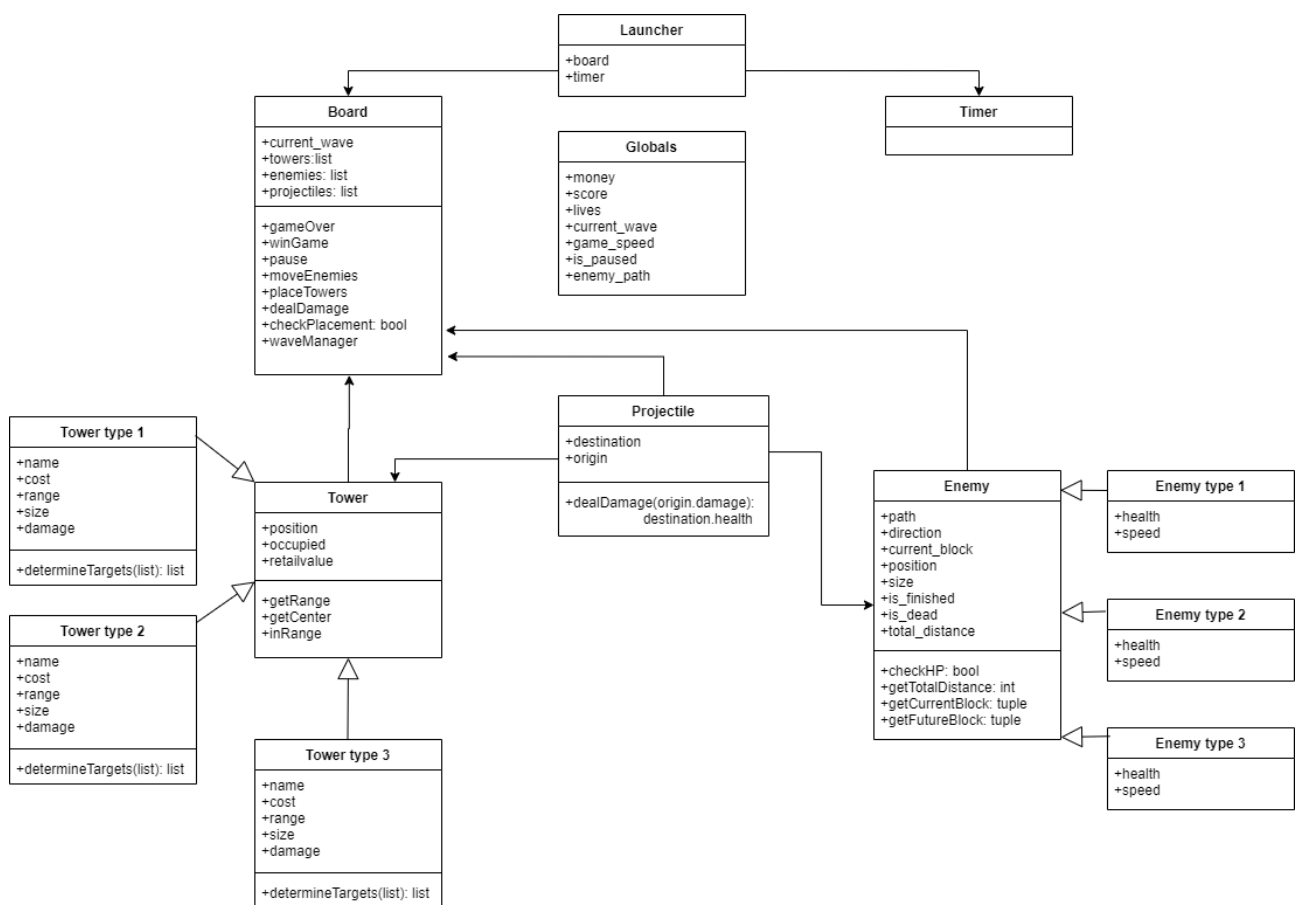 Launcher
+board
+timer
Board
+current_wave
+towers:list
+enemies: list
+projectiles: list
+gameOver
+winGame
+pause
+moveEnemies
+placeTowers
+dealDamage
+checkPlacement: bool
+waveManager
Globals
+money
+score
+lives
+current_wave
+game_speed
+is_paused
+enemy_path
Timer
Tower type 1
+name
+cost
+range
+size
+damage
+determineTargets(list): list
Tower
+position
+occupied
+retailvalue
+getRange
+getCenter
+inRange
Projectile
+destination
+origin
+dealDamage(origin.damage):
destination.health
Enemy
+path
+direction
+current_block
+position
+size
+is_finished
+is_dead
+total_distance
+checkHP: bool
+getTotalDistance: int
+getCurrentBlock: tuple
+getFutureBlock: tuple
Enemy type 1
+health
+speed
Tower type 2
+name
+cost
+range
+size
+damage
+determineTargets(list): list
Enemy type 2
+health
+speed
Tower type 3
+name
+cost
+range
+size
+damage
+determineTargets(list): list
Enemy type 3
+health
+speed